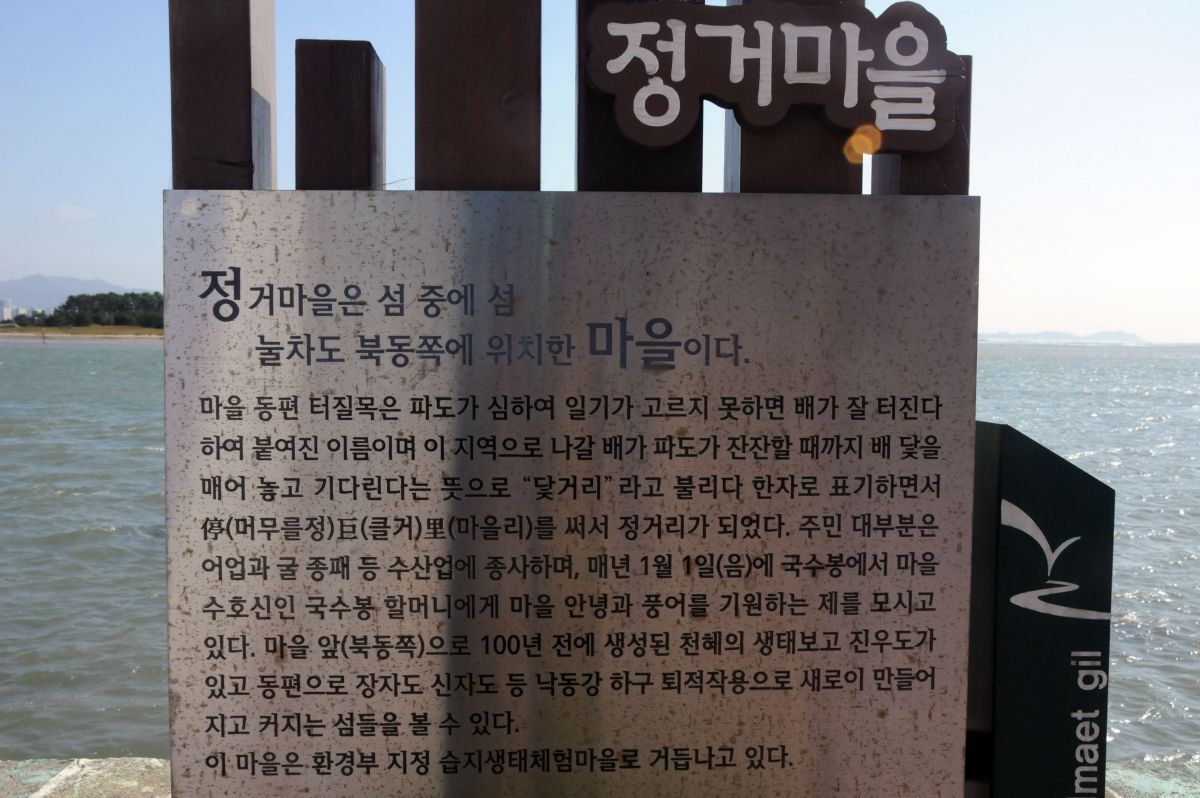 정거마을
정거마을은 섬 중에 섬
눌차도 북동쪽에 위치한 마을이다.
마을 동편 터질목은 파도가 심하여 일기가 고르지 못하면 배가 잘 터진다
하여 붙여진 이름이며 이 지역으로 나갈 배가 파도가 잔잔할 때까지 배 닻을
매어 놓고 기다린다는 뜻으로 “닻거리”라고 불리다 한자로 표기하면서
停(머무를정)巨(클거)里(마을리)를 써서 정거리가 되었다. 주민 대부분은
어업과 굴 종패 등 수산업에 종사하며, 매년 1월 1일(음)에 국수봉에서 마을
수호신인 국수봉 할머니에게 마을 안녕과 풍어를 기원하는 제를 모시고
있다. 마을 앞(북동쪽)으로 100년 전에 생성된 천혜의 생태보고 진우도가
있고 동편으로 장자도 신자도 등 낙동강 하구 퇴적작용으로 새로이 만들어
지고 커지는 섬들을 볼 수 있다.
이 마을은 환경부 지정 습지생태체험마을로 거듭나고 있다.
maet gil